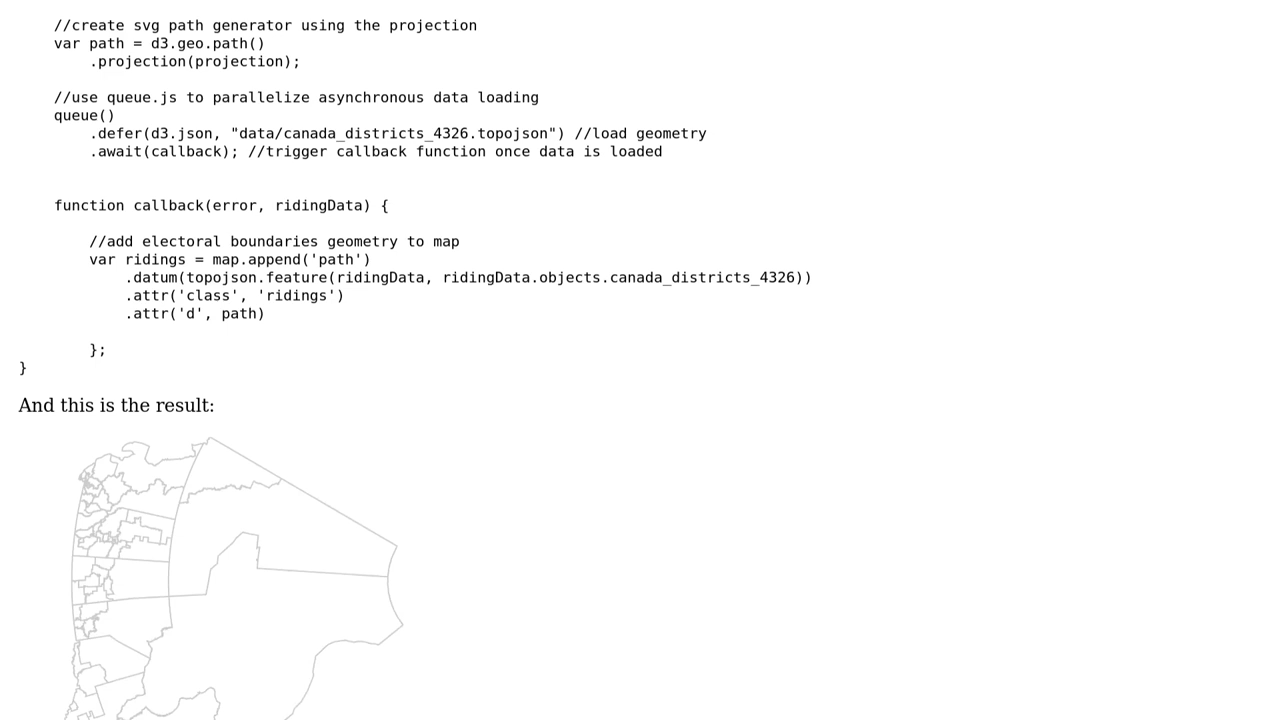 //create svg path generator using the projection
var path = d3.geo.path()
.projection(projection);
//use queue.js to parallelize asynchronous data loading
queue()
.defer(d3.json, "data/canada_districts_4326.topojson") //load geometry
.await(callback); //trigger callback function once data is loaded
function callback(error, ridingData) {
//add electoral boundaries geometry to map
var ridings = map.append('path')
.datum(topojson.feature(ridingData, ridingData.objects.canada_districts_4326))
.attr('class', 'ridings')
.attr('d', path)
};
}
And this is the result: